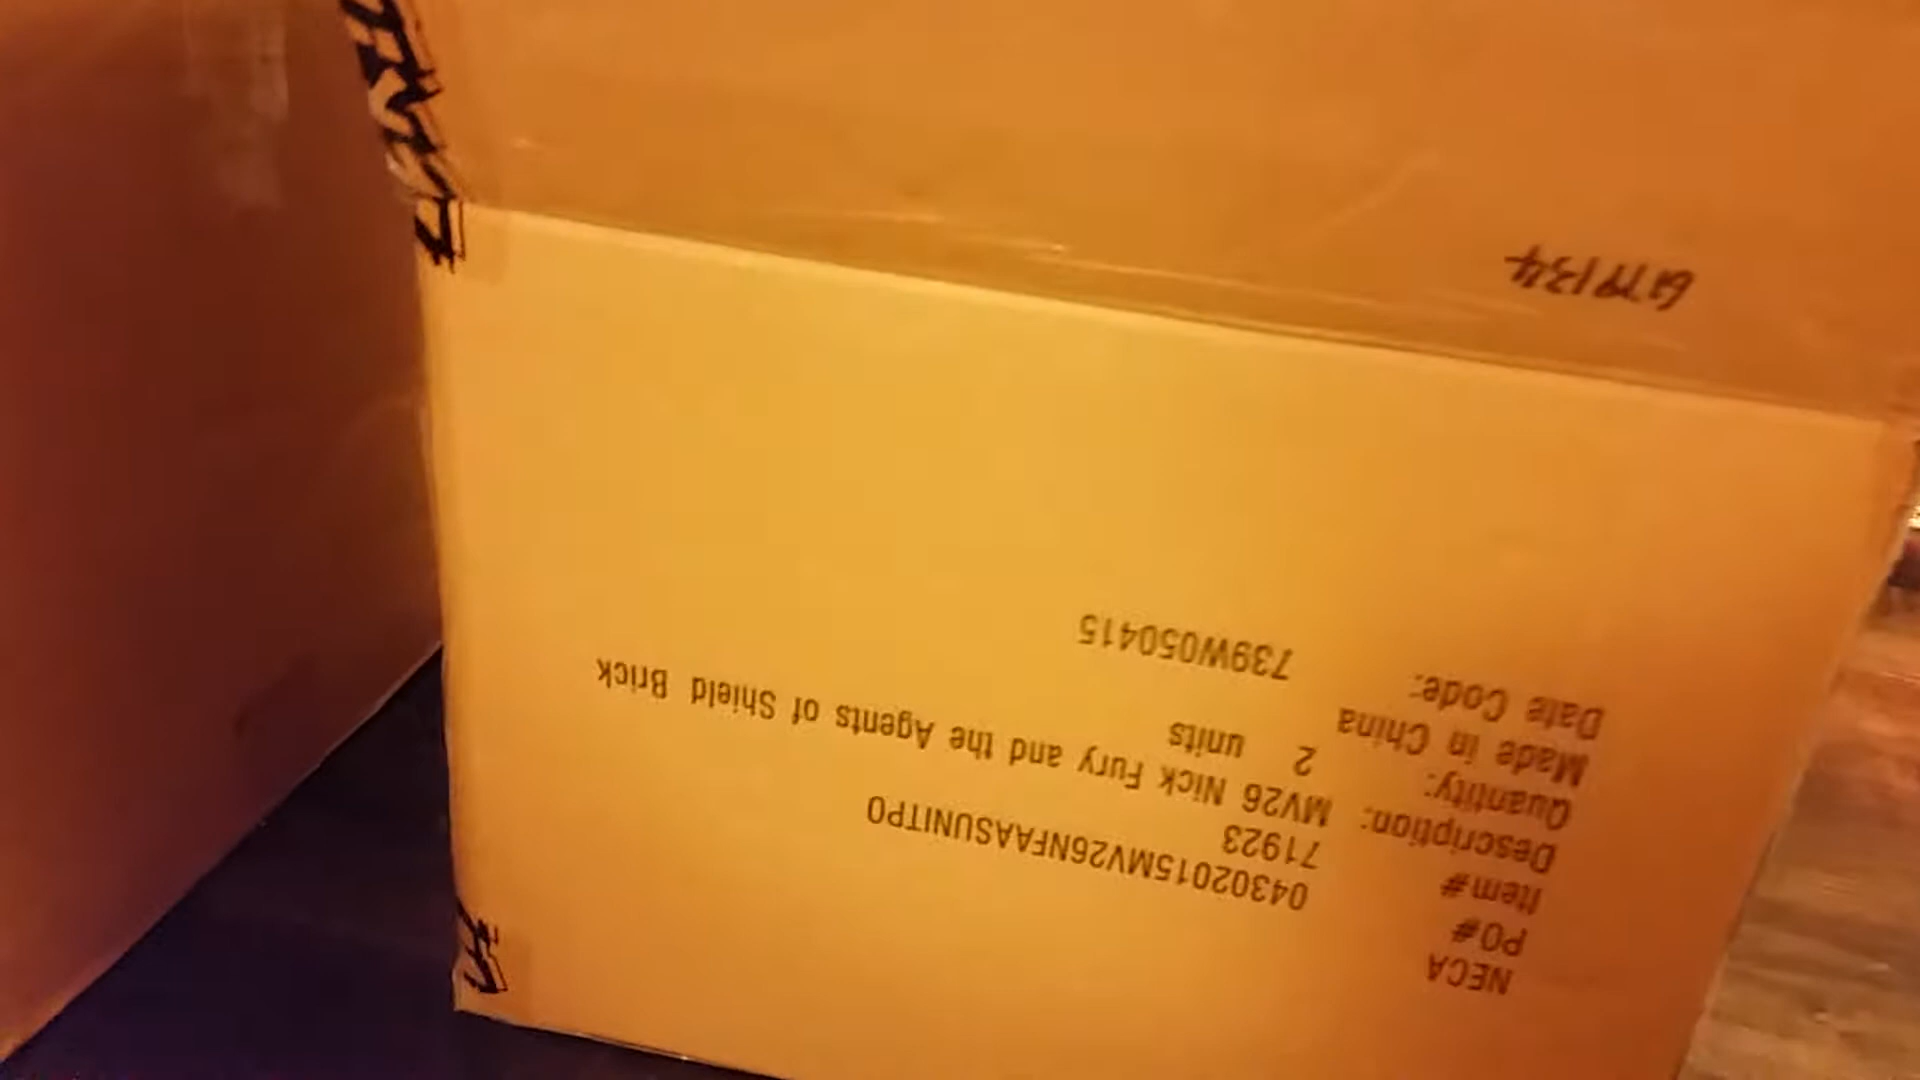 NECA
PO# 04302015MV26NFAASUNITPO
Item # 71923
Description: MV26 Nick Fury and the Agents of Shield Brick
Quantity: 2 units
Made in China
Date Code: 739W050415